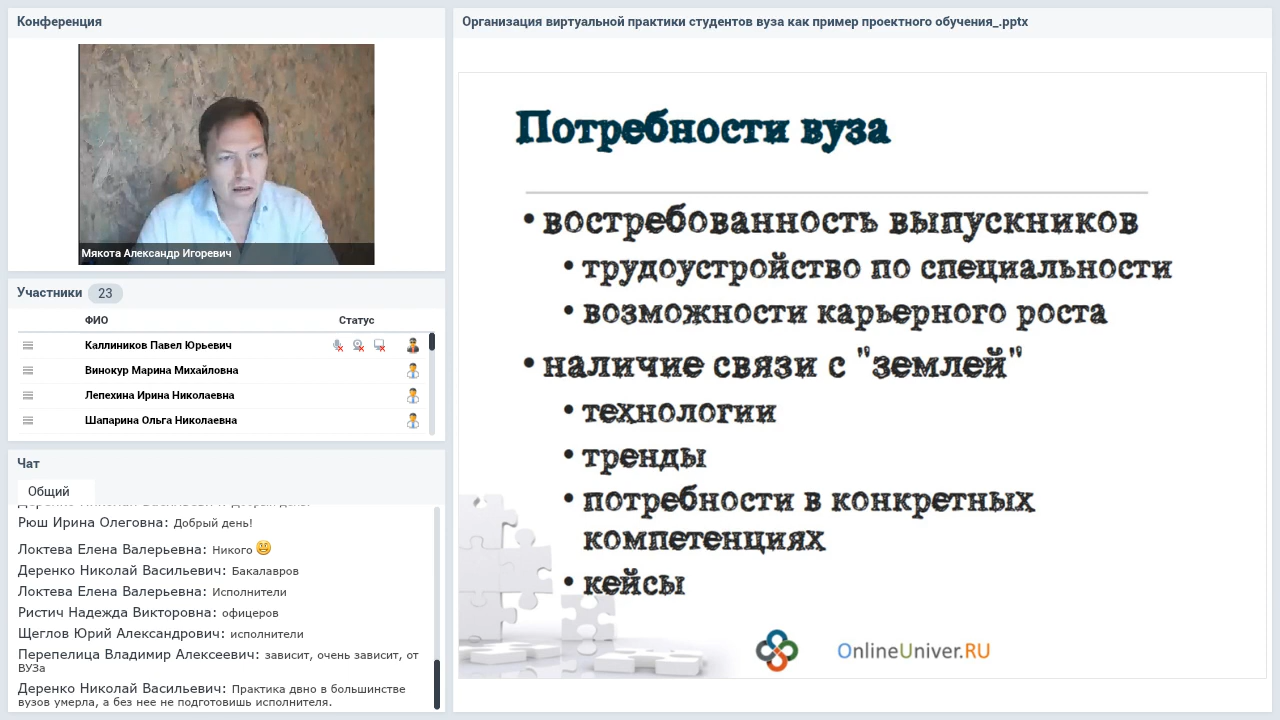 Конференция
Мякота Александр Игоревич
Участники 23
ФИО Статус
Каллиников Павел Юрьевич
Винокур Марина Михайловна
Лепехина Ирина Николаевна
Шапарина Ольга Николаевна
Чат
Общий
Рюш Ирина Олеговна: Добрый день!
Локтева Елена Валерьевна: Никого
Деренко Николай Васильевич: Бакалавров
Локтева Елена Валерьевна: Исполнители
Ристич Надежда Викторовна: офицеров
Щеглов Юрий Александрович: исполнители
Перепелица Владимир Алексеевич: зависит, очень зависит, от
ВУЗа
Деренко Николай Васильевич: Практика двно в большинстве
вузов умерла, а без нее не подготовишь исполнителя.
Организация виртуальной практики студентов вуза как пример проектного обучения_.pptx
Потребности вуза
• востребованность выпускников
• трудоустройство по специальности
• возможности карьерного роста
• наличие связи с "землей"
• технологии
• тренды
• потребности в конкретных
компетенциях
• кейсы
OnlineUniver.RU